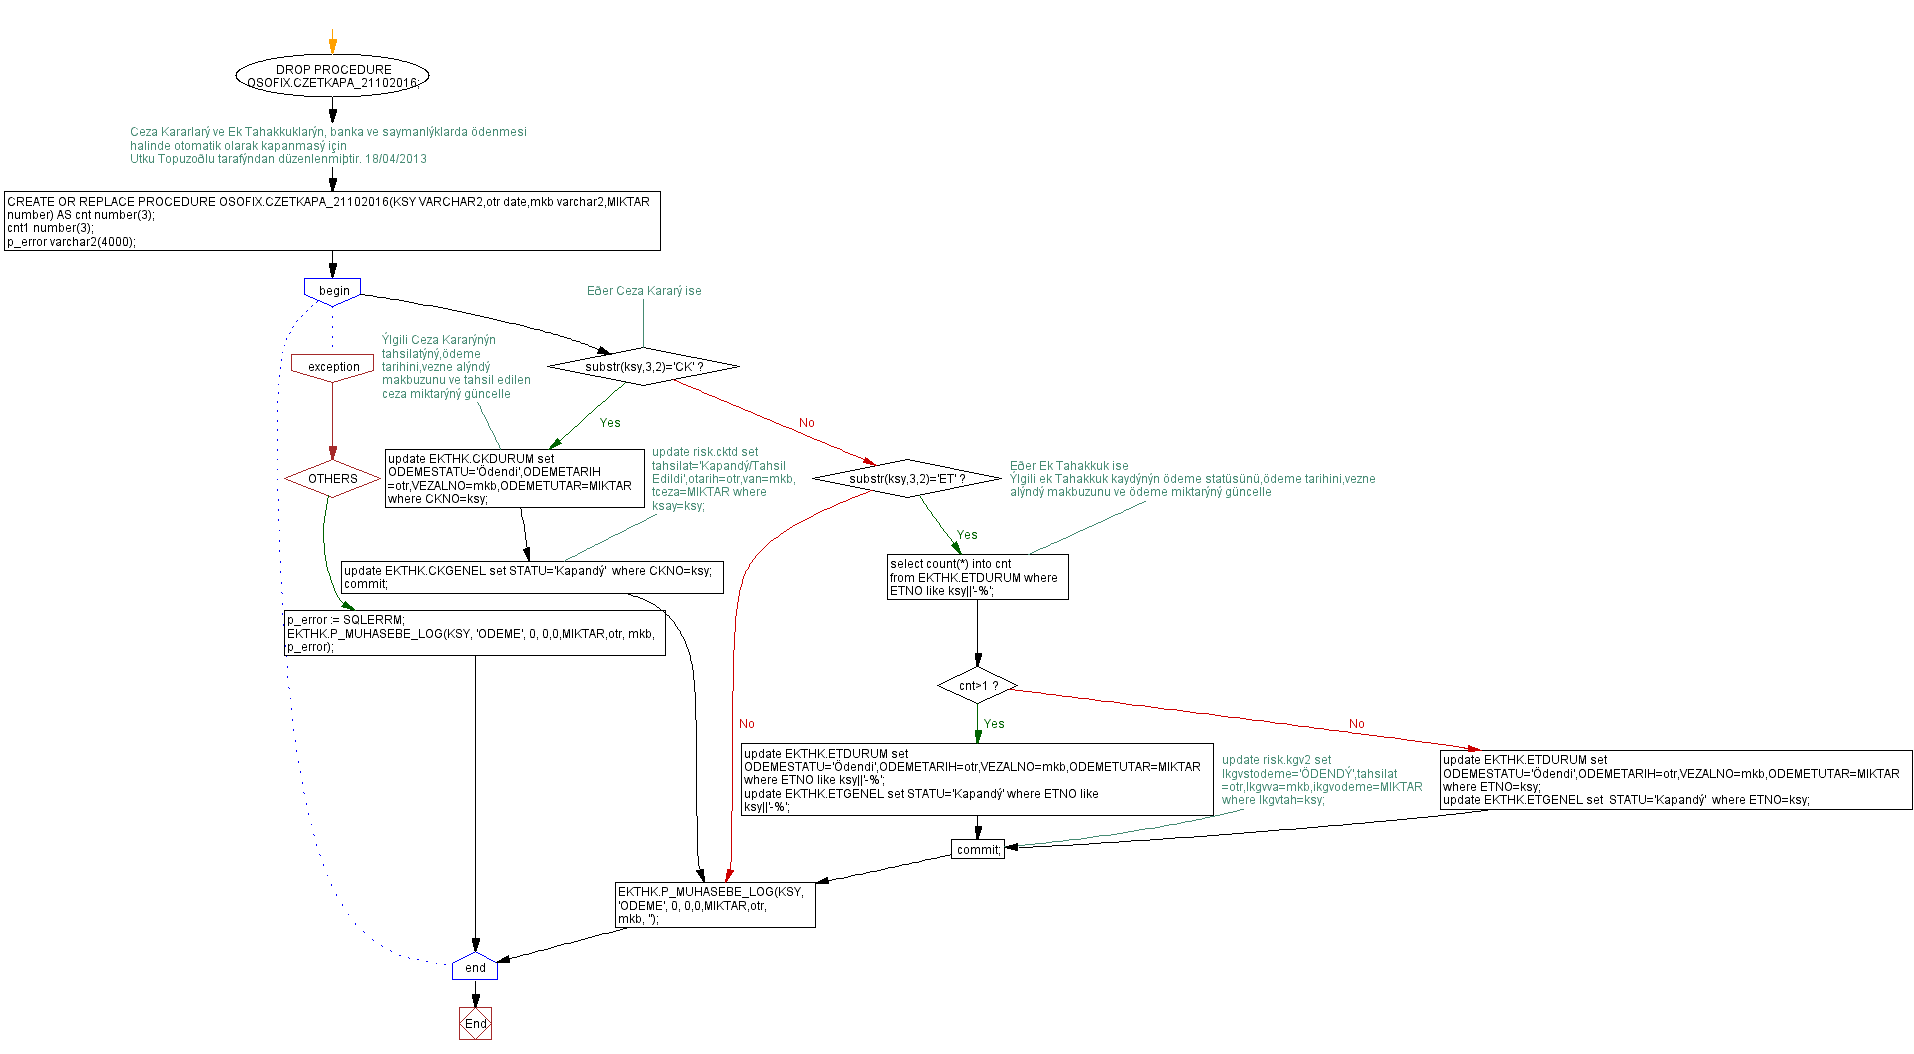 DROP PROCEDURE
OSOFIX.CZETKAPA_21102016;
Ceza Kararlarý ve Ek Tahakkuklarýn, banka ve saymanlýklarda ödenmesi
halinde otomatik olarak kapanmasý için
Utku Topuzoðlu tarafýndan düzenlenmiþtir. 18/04/2013
CREATE OR REPLACE PROCEDURE OSOFIX.CZETKAPA_21102016(KSY VARCHAR2,otr date,mkb varchar2,MIKTAR
number) AS cnt number(3);
cnt1 number(3);
p_error varchar2(4000);
begin
Eðer Ceza Kararý ise
exception
Ýlgili Ceza Kararýnýn
tahsilatýný,ödeme
tarihini,vezne alýndý
makbuzunu ve tahsil edilen
ceza miktarýný güncelle
substr(ksy,3,2)='CK' ?
Yes
No
OTHERS
update EKTHK.CKDURUM set
ODEMESTATU='Ödendi',ODEMETARIH
=otr,VEZALNO=mkb,ODEMETUTAR=MIKTAR
where CKNO=ksy;
update risk.cktd set
tahsilat='Kapandý/Tahsil
Edildi',otarih=otr,van=mkb,
tceza=MIKTAR where
ksay=ksy;
substr(ksy,3,2)='ET' ?
Eðer Ek Tahakkuk ise
Ýlgili ek Tahakkuk kaydýnýn ödeme statüsünü,ödeme tarihini,vezne
alýndý makbuzunu ve ödeme miktarýný güncelle
Yes
update EKTHK.CKGENEL set STATU='Kapandý'  where CKNO=ksy;
commit;
select count(*) into cnt
from EKTHK.ETDURUM where
ETNO like ksy||'-%';
p_error := SQLERRM;
EKTHK.P_MUHASEBE_LOG(KSY, 'ODEME', 0, 0,0,MIKTAR,otr, mkb,
p_error);
cnt>1 ?
No
Yes
No
update EKTHK.ETDURUM set
ODEMESTATU='Ödendi',ODEMETARIH=otr,VEZALNO=mkb,ODEMETUTAR=MIKTAR
where ETNO like ksy||'-%';
update EKTHK.ETGENEL set STATU='Kapandý' where ETNO like
ksy||'-%';
update risk.kgv2 set
Ikgvstodeme='ÖDENDÝ',tahsilat
=otr,Ikgvva=mkb,ikgvodeme=MIKTAR
where Ikgvtah=ksy;
update EKTHK.ETDURUM set
ODEMESTATU='Ödendi',ODEMETARIH=otr,VEZALNO=mkb,ODEMETUTAR=MIKTAR
where ETNO=ksy;
update EKTHK.ETGENEL set  STATU='Kapandý'  where ETNO=ksy;
commit;
EKTHK.P_MUHASEBE_LOG(KSY,
'ODEME', 0, 0,0,MIKTAR,otr,
mkb, '');
end
End